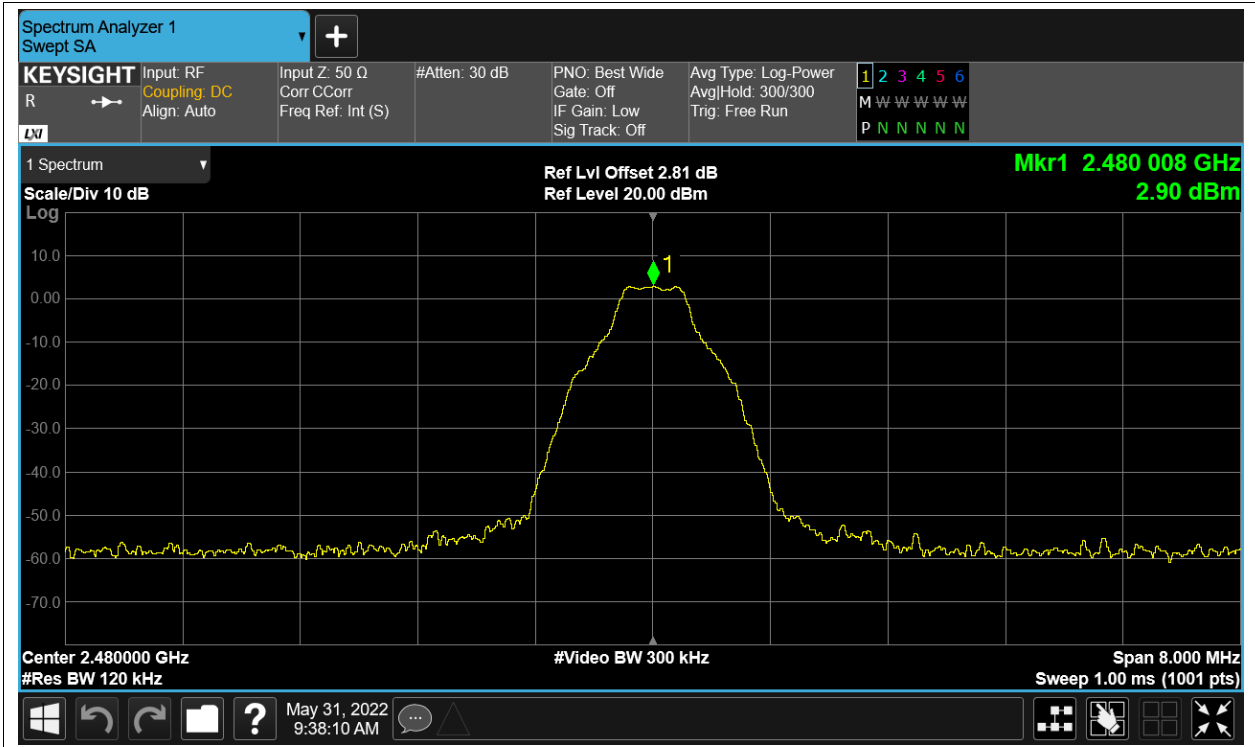 Spectrum Analyzer 1
Swept SA
+
KEYSIGHT
R
LXI
Input: RF
Coupling: DC
Align: Auto
Input Z: 50 Ω
Corr CCorr
Freq Ref: Int (S)
#Atten: 30 dB
PNO: Best Wide
Gate: Off
IF Gain: Low
Sig Track: Off
Avg Type: Log-Power
Avg|Hold: 300/300
Trig: Free Run
1 2 3 4 5 6
M W W W W W
P N N N N N
1 Spectrum
Scale/Div 10 dB
Log
Ref Lvl Offset 2.81 dB
Ref Level 20.00 dBm
Mkr1 2.480 008 GHz
2.90 dBm
1
10.0
0.00
-10.0
-20.0
-30.0
-40.0
-50.0
-60.0
-70.0
Center 2.480000 GHz
#Res BW 120 kHz
#Video BW 300 kHz
Span 8.000 MHz
Sweep 1.00 ms (1001 pts)
?
May 31, 2022
9:38:10 AM